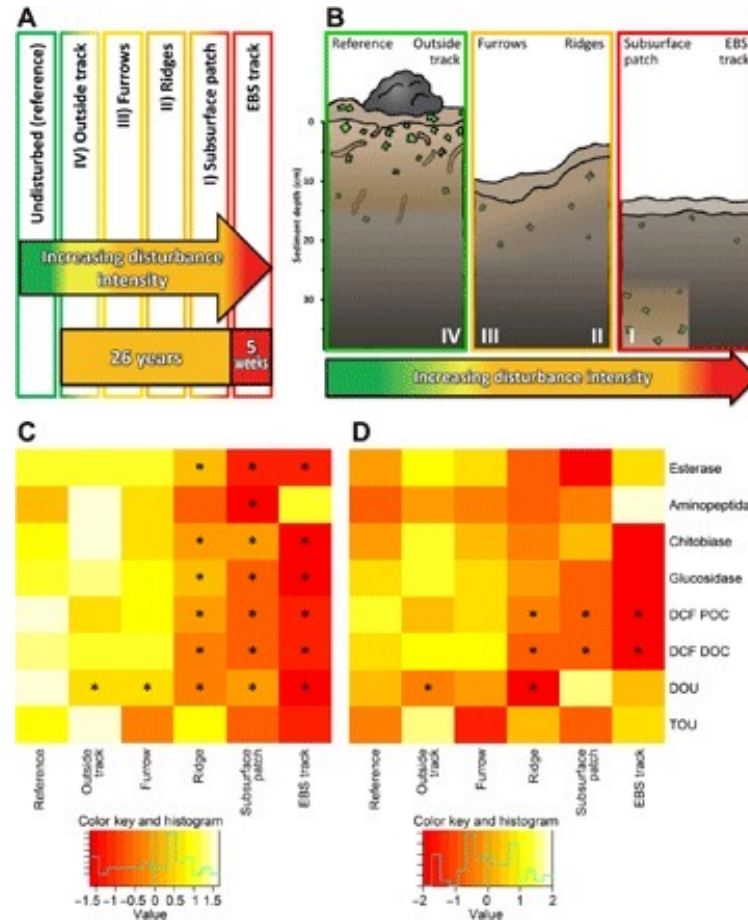 A
Undisturbed (reference)
IV) Outside track
III) Furrows
II) Ridges
I) Subsurface patch
EBS track
Increasing disturbance
intensity
26 years
5
weeks
B
Reference
Outside
track
Furrows
Ridges
Subsurface
patch
EBS
track
Sediment depth (cm)
0
10
20
30
IV
III
II
I
Increasing disturbance intensity
C
* * *
*
* * *
* * *
* * *
* * *
* * * * *
Reference
Outside
track
Furrow
Ridge
Subsurface
patch
EBS track
Color key and histogram
−1.5 −0.5 0 0.5 1.5
Value
D
* * *
* * *
* *
Esterase
Aminopeptida
Chitobiase
Glucosidase
DCF POC
DCF DOC
DOU
TOU
Reference
Outside
track
Furrow
Ridge
Subsurface
patch
EBS track
Color key and histogram
−2 −1 0 1 2
Value